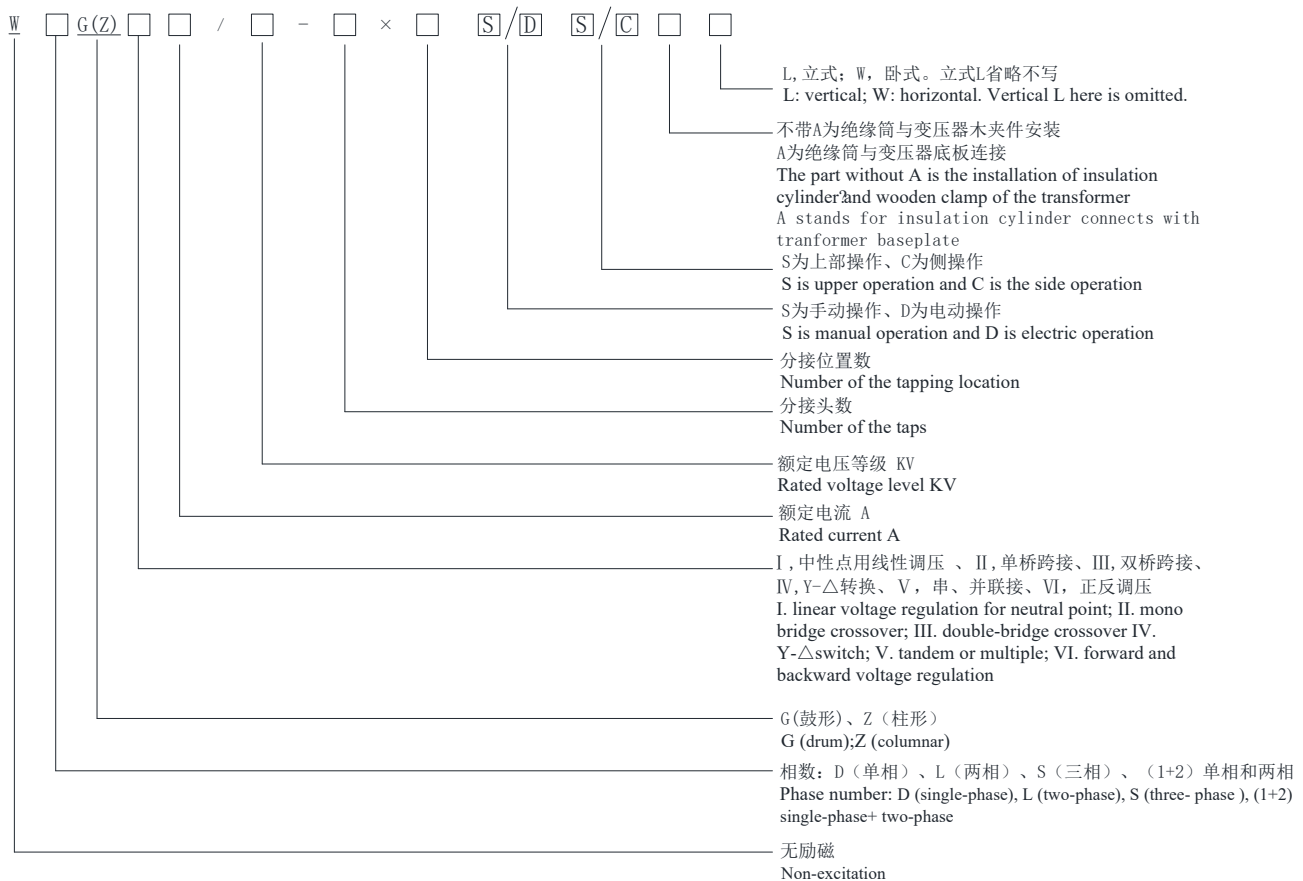 W □ G(Z) □ □ / □ - □ × □ S/D S/C □ □
L,立式；W，卧式。立式L省略不写
L: vertical; W: horizontal. Vertical L here is omitted.
不带A为绝缘筒与变压器木夹件安装
A为绝缘筒与变压器底板连接
The part without A is the installation of insulation
cylinder?and wooden clamp of the transformer
A stands for insulation cylinder connects with
tranformer baseplate
S为上部操作、C为侧操作
S is upper operation and C is the side operation
S为手动操作、D为电动操作
S is manual operation and D is electric operation
分接位置数
Number of the tapping location
分接头数
Number of the taps
额定电压等级 KV
Rated voltage level KV
额定电流 A
Rated current A
Ⅰ,中性点用线性调压 、Ⅱ,单桥跨接、Ⅲ,双桥跨接、
Ⅳ,Y-△转换、Ⅴ，串、并联接、Ⅵ，正反调压
I. linear voltage regulation for neutral point; II. mono
bridge crossover; III. double-bridge crossover IV.
Y-△switch; V. tandem or multiple; VI. forward and
backward voltage regulation
G(鼓形)、Z（柱形）
G (drum);Z (columnar)
相数：D（单相）、L（两相）、S（三相）、（1+2）单相和两相
Phase number: D (single-phase), L (two-phase), S (three- phase ), (1+2)
single-phase+ two-phase
无励磁
Non-excitation